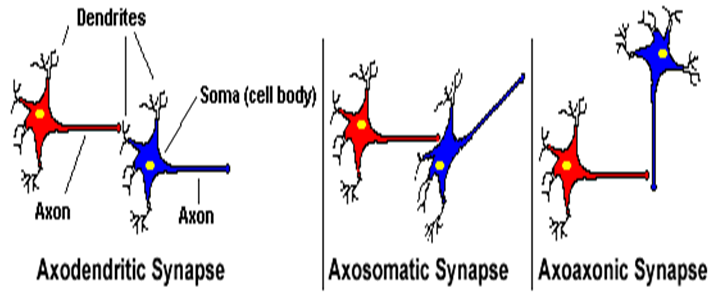 Dendrites
Soma (cell body)
Axon
Axon
Axodendritic Synapse
Axosomatic Synapse
Axoaxonic Synapse